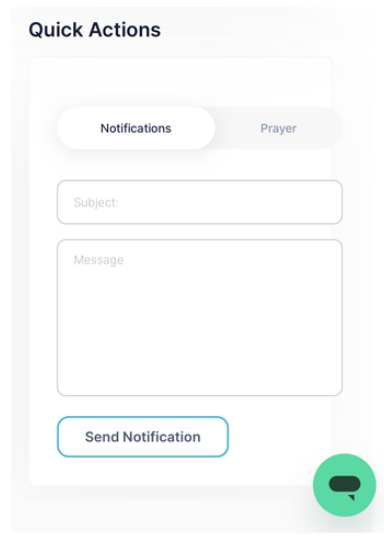 Quick Actions
Notifications Prayer
Subject:
Message
Send Notification